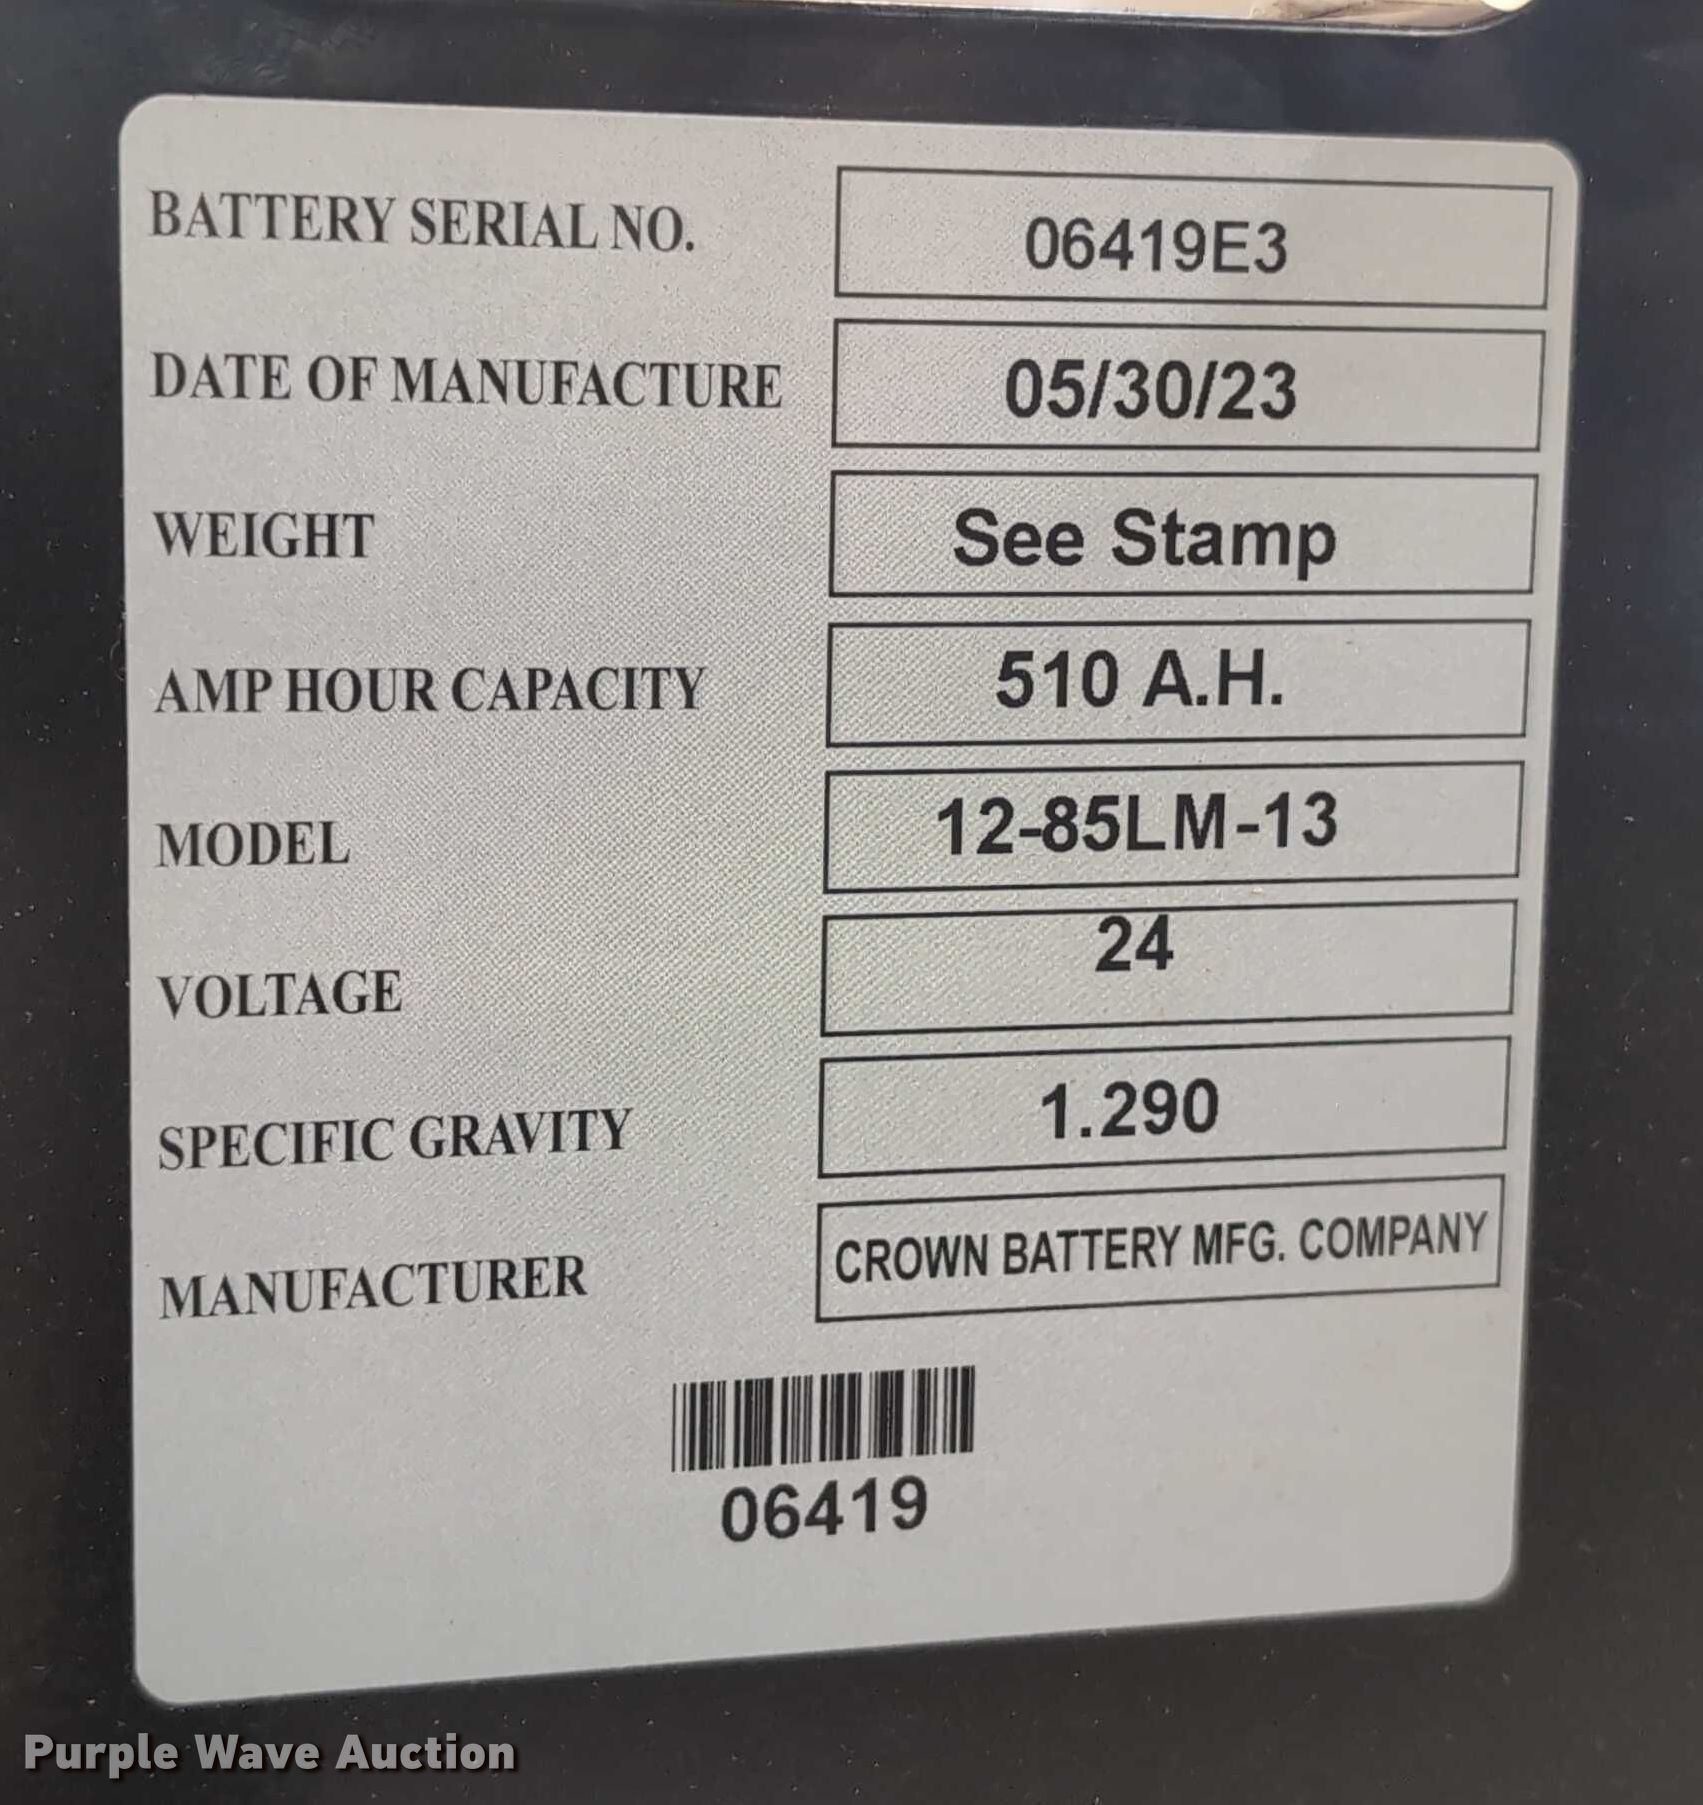 BATTERY SERIAL NO. 06419E3
DATE OF MANUFACTURE 05/30/23
WEIGHT See Stamp
AMP HOUR CAPACITY 510 A.H.
MODEL 12-85LM-13
VOLTAGE 24
SPECIFIC GRAVITY 1.290
MANUFACTURER CROWN BATTERY MFG. COMPANY
06419
Purple Wave Auction